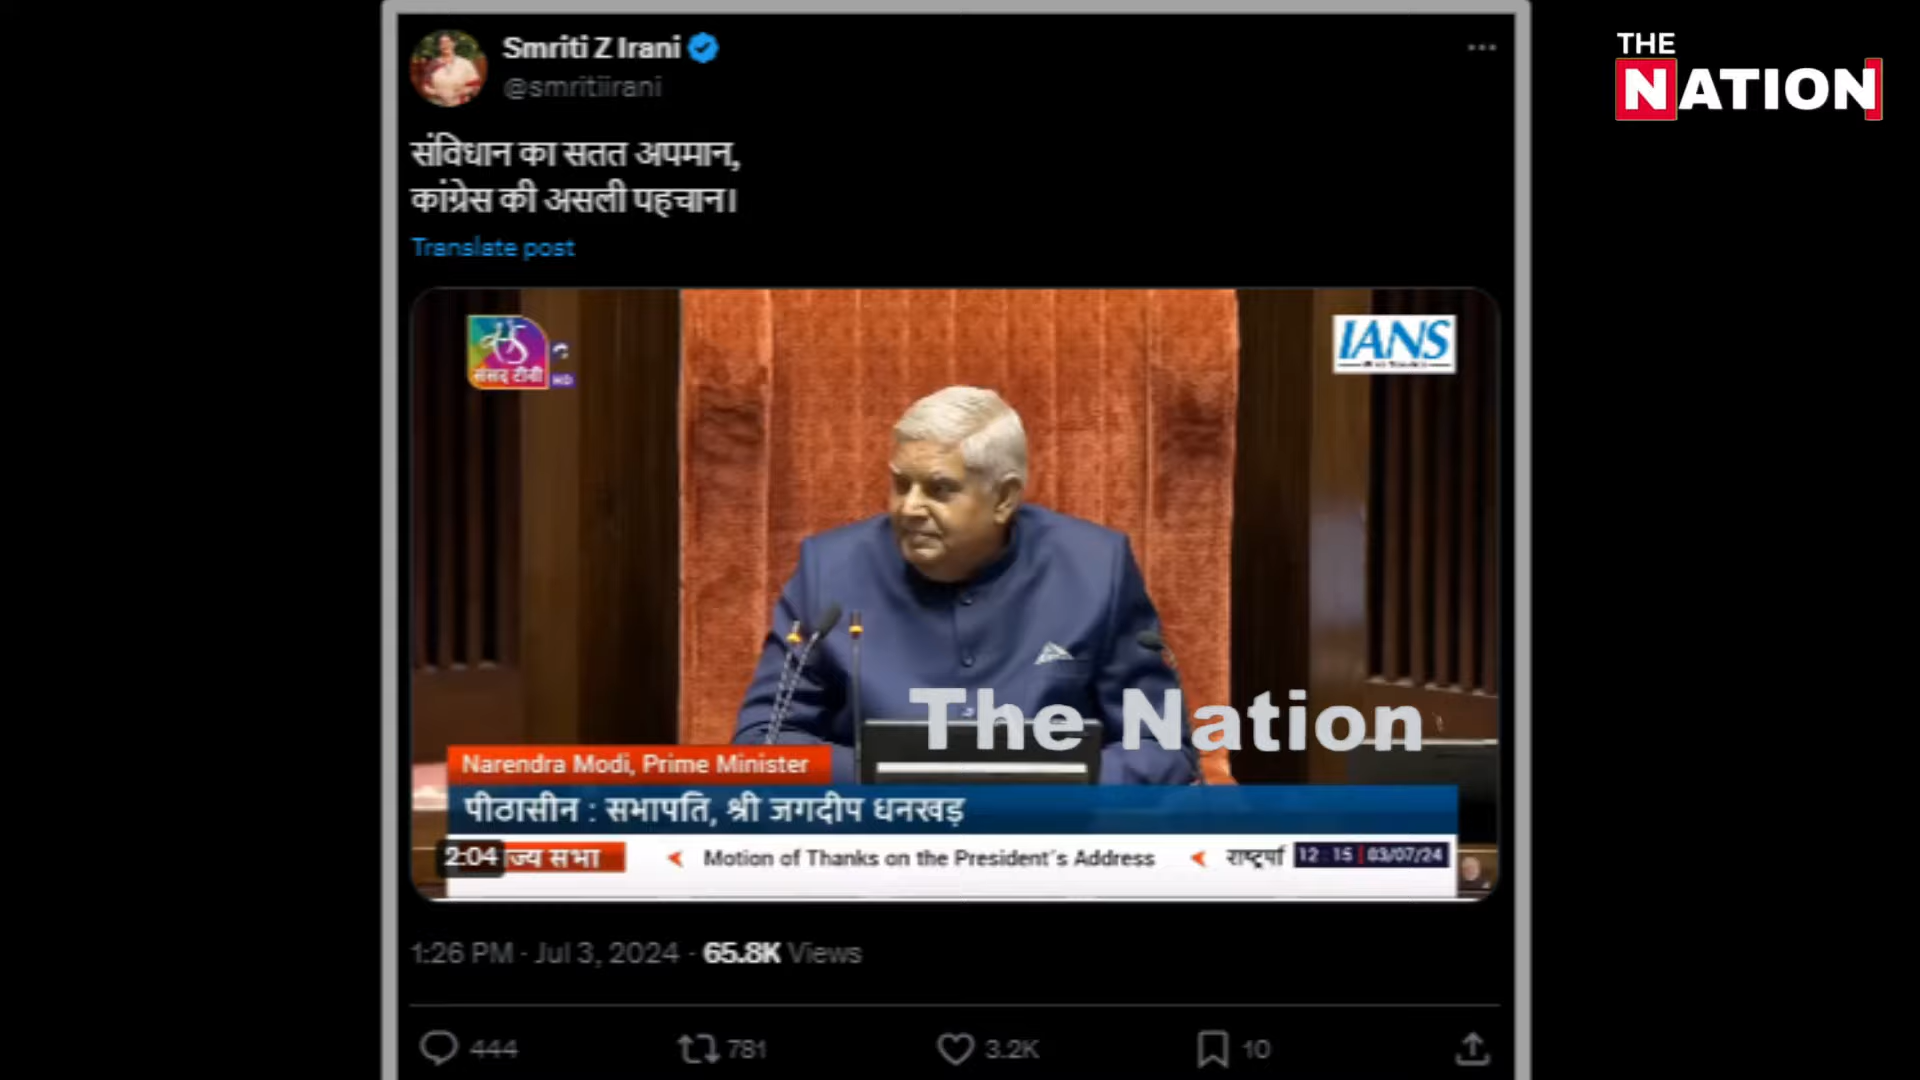 THE
NATION
Smriti Z Irani
@smritiirani
संविधान का सतत अपमान,
कांग्रेस की असली पहचान।
Translate post
संसद टीवी
HD
IANS
The Nation
Narendra Modi, Prime Minister
पीठासीन : सभापति, श्री जगदीप धनखड़
2:04 ज्य सभा Motion of Thanks on the President's Address राष्ट्रपा 12:15 03/07/24
1:26 PM · Jul 3, 2024 · 65.8K Views
444 781 3.2K 10